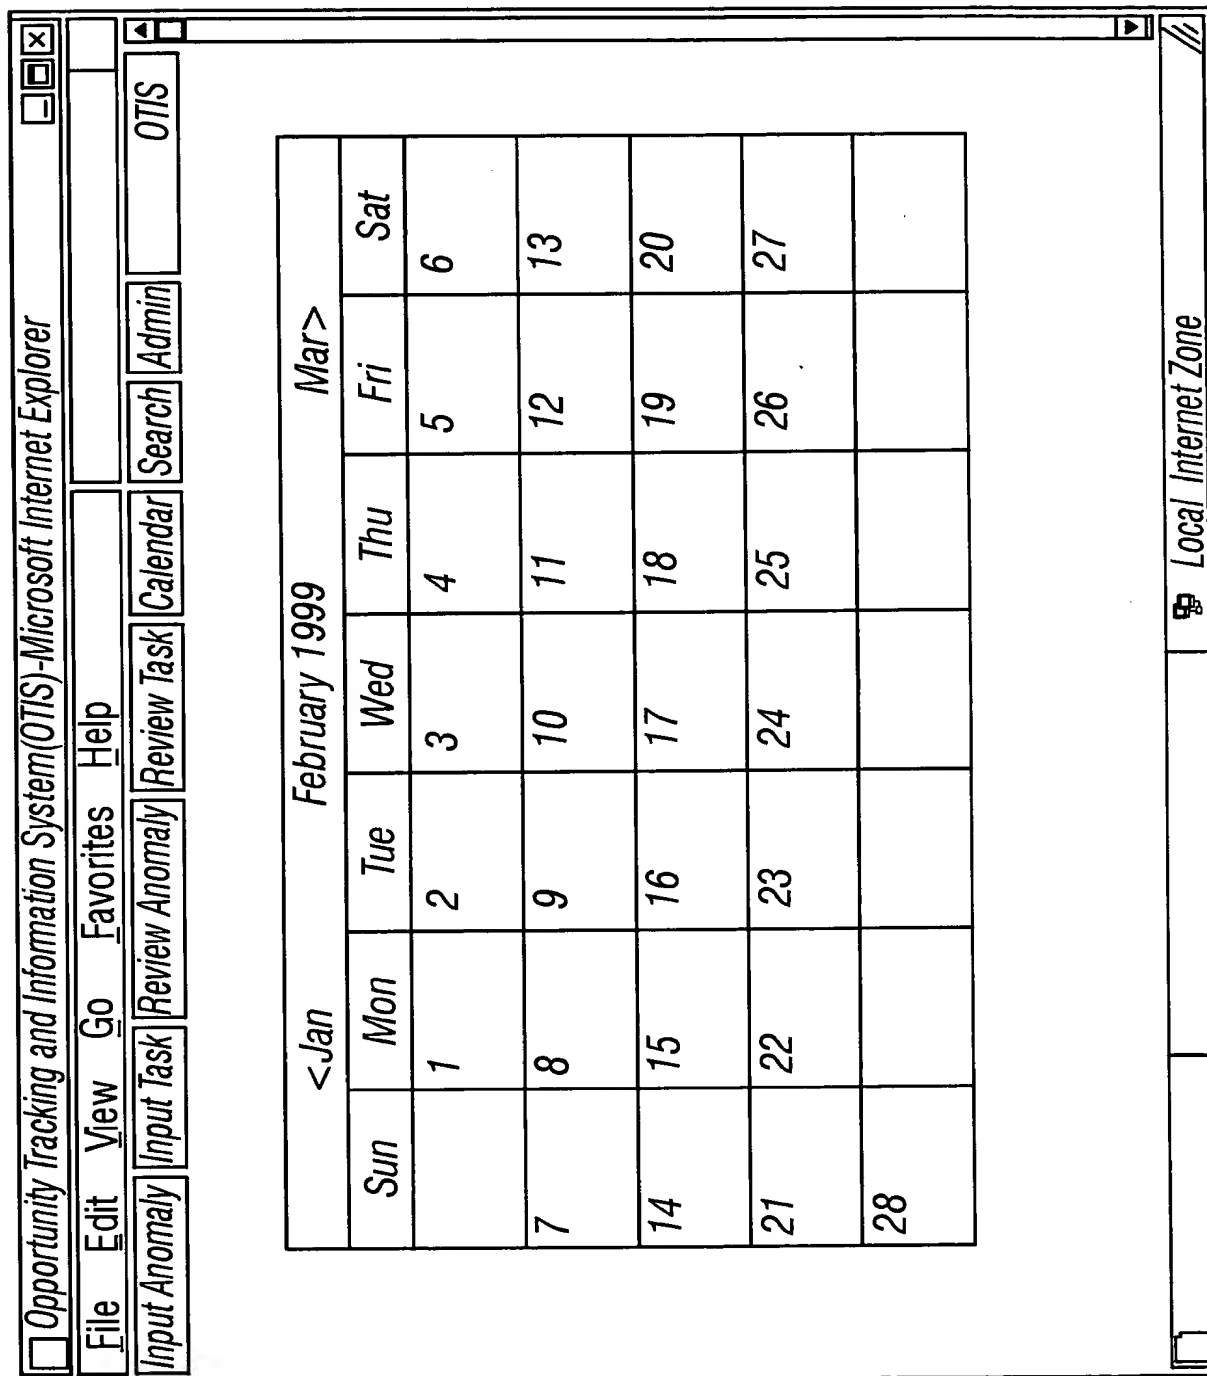 Opportunity Tracking and Information System(OTIS)-Microsoft Internet Explorer
File Edit View Go Favorites Help
Input Anomaly Input Task Review Anomaly Review Task Calendar Search Admin OTIS
<Jan February 1999 Mar>
Sun Mon Tue Wed Thu Fri Sat
1 2 3 4 5 6
7 8 9 10 11 12 13
14 15 16 17 18 19 20
21 22 23 24 25 26 27
28
Local Internet Zone